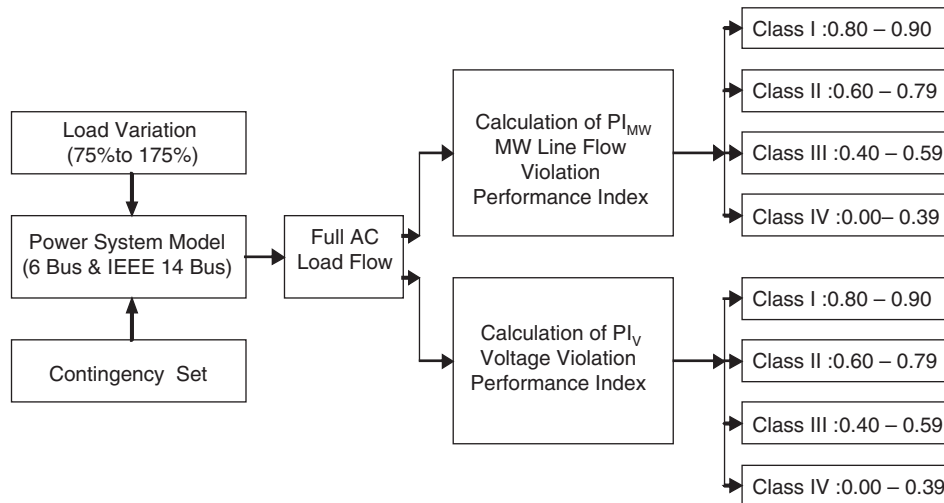 Load Variation
(75%to 175%)
Power System Model
(6 Bus & IEEE 14 Bus)
Contingency Set
Full AC
Load Flow
Calculation of PI_MW
MW Line Flow
Violation
Performance Index
Class I :0.80 – 0.90
Class II :0.60 – 0.79
Class III :0.40 – 0.59
Class IV :0.00– 0.39
Calculation of PI_V
Voltage Violation
Performance Index
Class I :0.80 – 0.90
Class II :0.60 – 0.79
Class III :0.40 – 0.59
Class IV :0.00 – 0.39